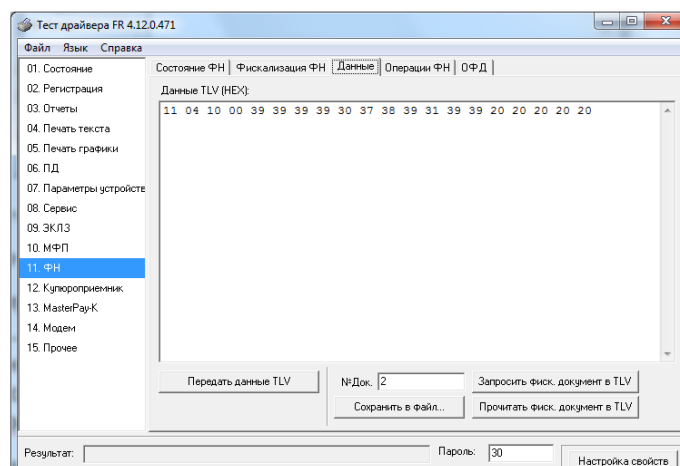 Тест драйвера FR 4.12.0.471
Файл Язык Справка
01. Состояние
02. Регистрация
03. Отчеты
04. Печать текста
05. Печать графики
06. ПД
07. Параметры устройств
08. Сервис
09. ЭКЛЗ
10. МФП
11. ФН
12. Купюроприемник
13. MasterPay-K
14. Модем
15. Прочее
Состояние ФН Фискализация ФН Данные Операции ФН ОФД
Данные TLV (HEX):
11 04 10 00 39 39 39 39 30 37 38 39 31 39 39 20 20 20 20 20
Передать данные TLV
№Док. 2
Запросить фиск. документ в TLV
Сохранить в файл...
Прочитать фиск. документ в TLV
Результат:
Пароль: 30
Настройка свойств